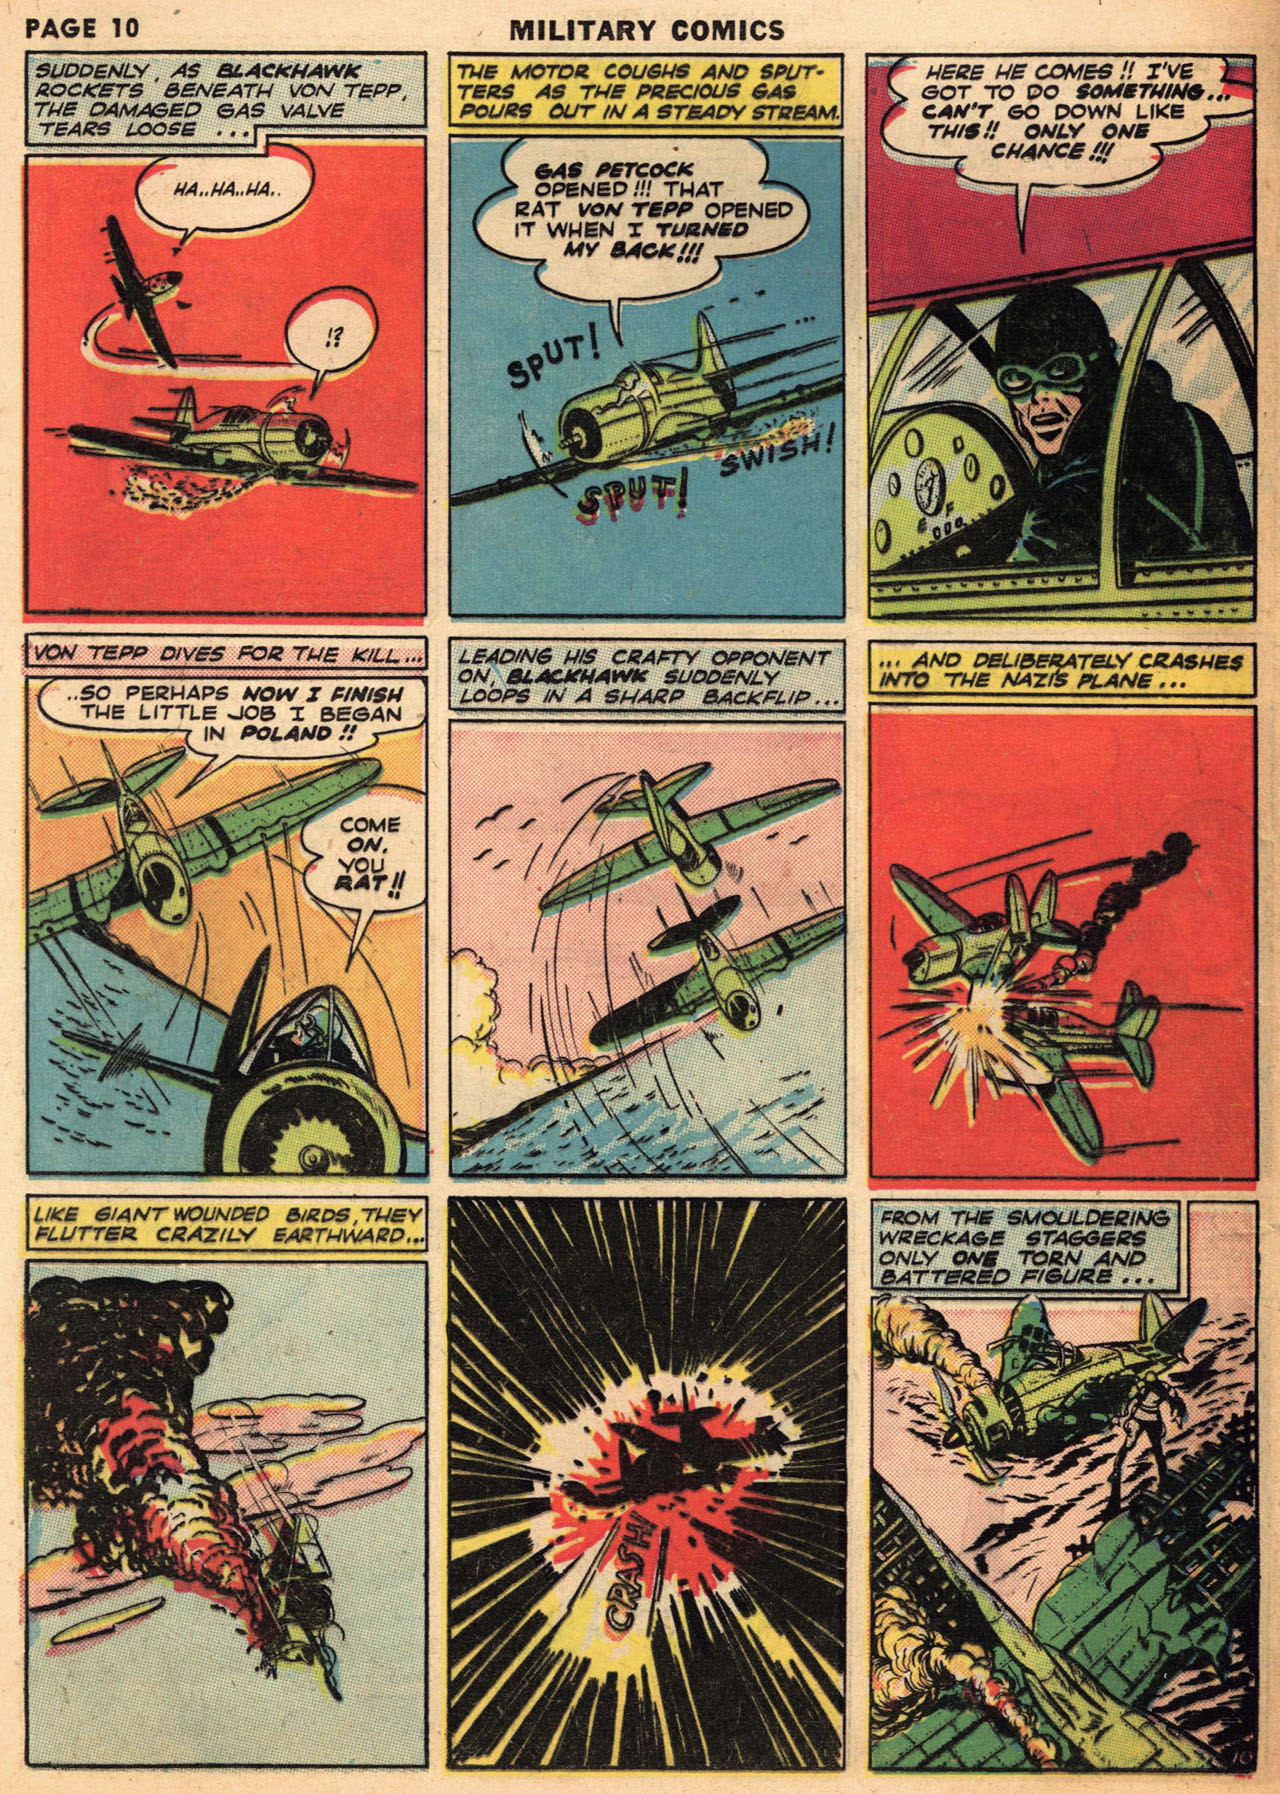 PAGE 10
MILITARY COMICS
SUDDENLY, AS BLACKHAWK
ROCKETS BENEATH VON TEPP,
THE DAMAGED GAS VALVE
TEARS LOOSE ...
HA..HA..HA..
!?
THE MOTOR COUGHS AND SPUT-
TERS AS THE PRECIOUS GAS
POURS OUT IN A STEADY STREAM.
GAS PETCOCK
OPENED!!! THAT
RAT VON TEPP OPENED
IT WHEN I TURNED
MY BACK!!!
SPUT!
SWISH!
SPUT!
HERE HE COMES!! I'VE
GOT TO DO SOMETHING...
CAN'T GO DOWN LIKE
THIS!! ONLY ONE
CHANCE!!!
E F
VON TEPP DIVES FOR THE KILL...
..SO PERHAPS NOW I FINISH
THE LITTLE JOB I BEGAN
IN POLAND!!
COME
ON,
YOU
RAT!!
LEADING HIS CRAFTY OPPONENT
ON, BLACKHAWK SUDDENLY
LOOPS IN A SHARP BACKFLIP...
... AND DELIBERATELY CRASHES
INTO THE NAZI'S PLANE...
LIKE GIANT WOUNDED BIRDS, THEY
FLUTTER CRAZILY EARTHWARD...
CRASH!
FROM THE SMOULDERING
WRECKAGE STAGGERS
ONLY ONE TORN AND
BATTERED FIGURE...
10